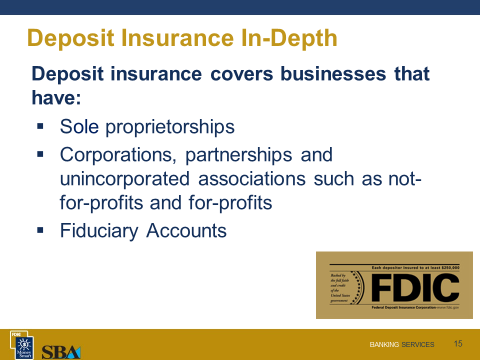 Deposit Insurance In-Depth
Deposit insurance covers businesses that
have:
▪ Sole proprietorships
▪ Corporations, partnerships and
unincorporated associations such as not-
for-profits and for-profits
▪ Fiduciary Accounts
Each depositor insured to at least $250,000
Backed by
the full faith
and credit
of the
United States
government
FDIC
Federal Deposit Insurance Corporation www.fdic.gov
FDIC
Money
Smart
SBA
BANKING SERVICES 15